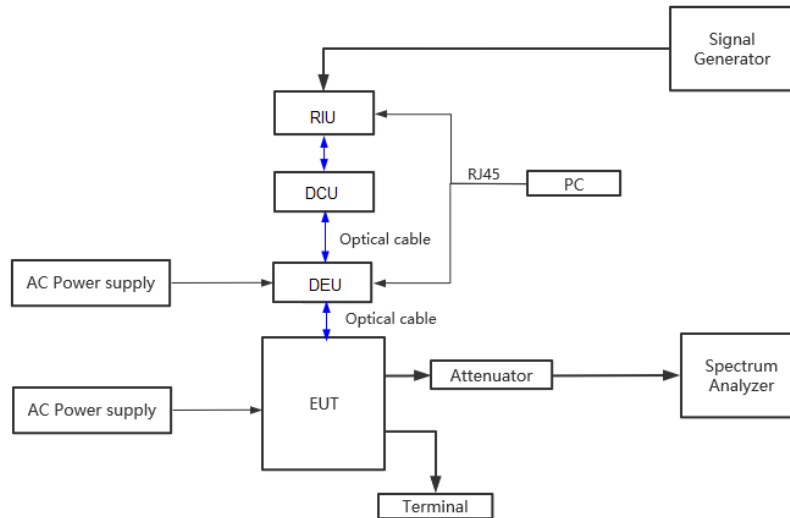 Signal
Generator
RIU
RJ45
PC
DCU
Optical cable
AC Power supply
DEU
Optical cable
EUT
Attenuator
Spectrum
Analyzer
AC Power supply
Terminal